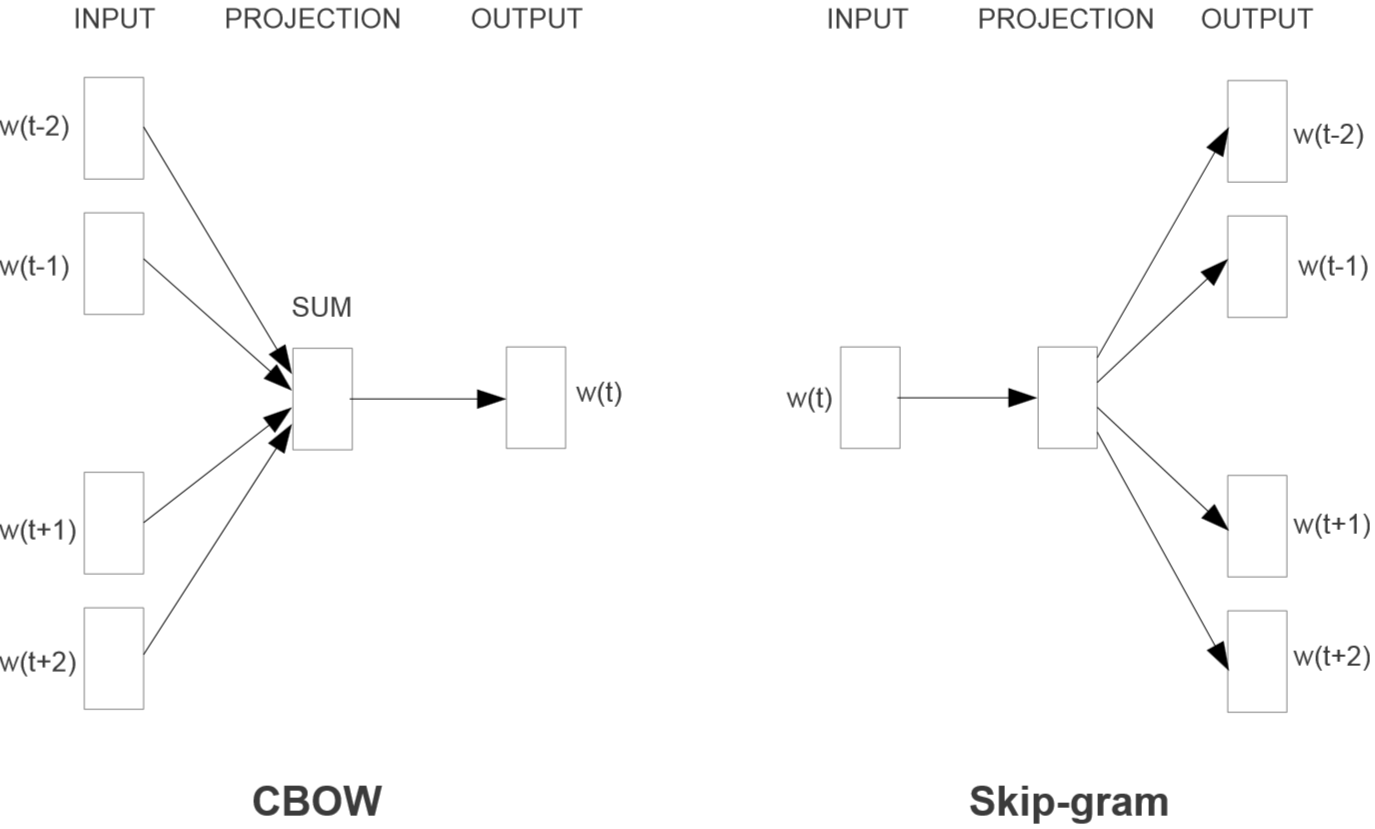 INPUT PROJECTION OUTPUT
w(t-2)
w(t-1)
SUM
w(t)
w(t+1)
w(t+2)
CBOW
INPUT PROJECTION OUTPUT
w(t-2)
w(t-1)
w(t)
w(t+1)
w(t+2)
Skip-gram